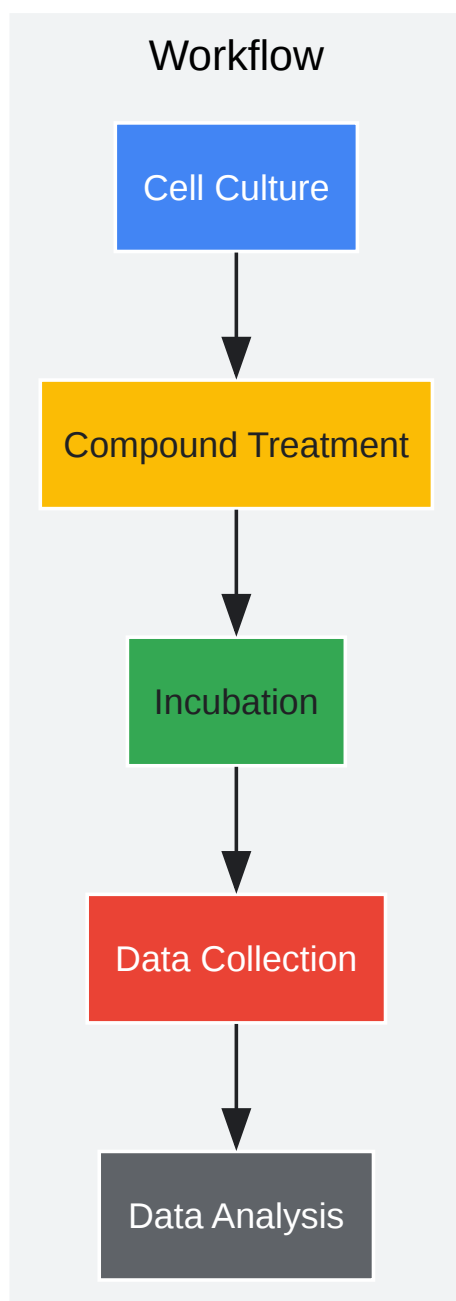 Workflow
Cell Culture
Compound Treatment
Incubation
Data Collection
Data Analysis